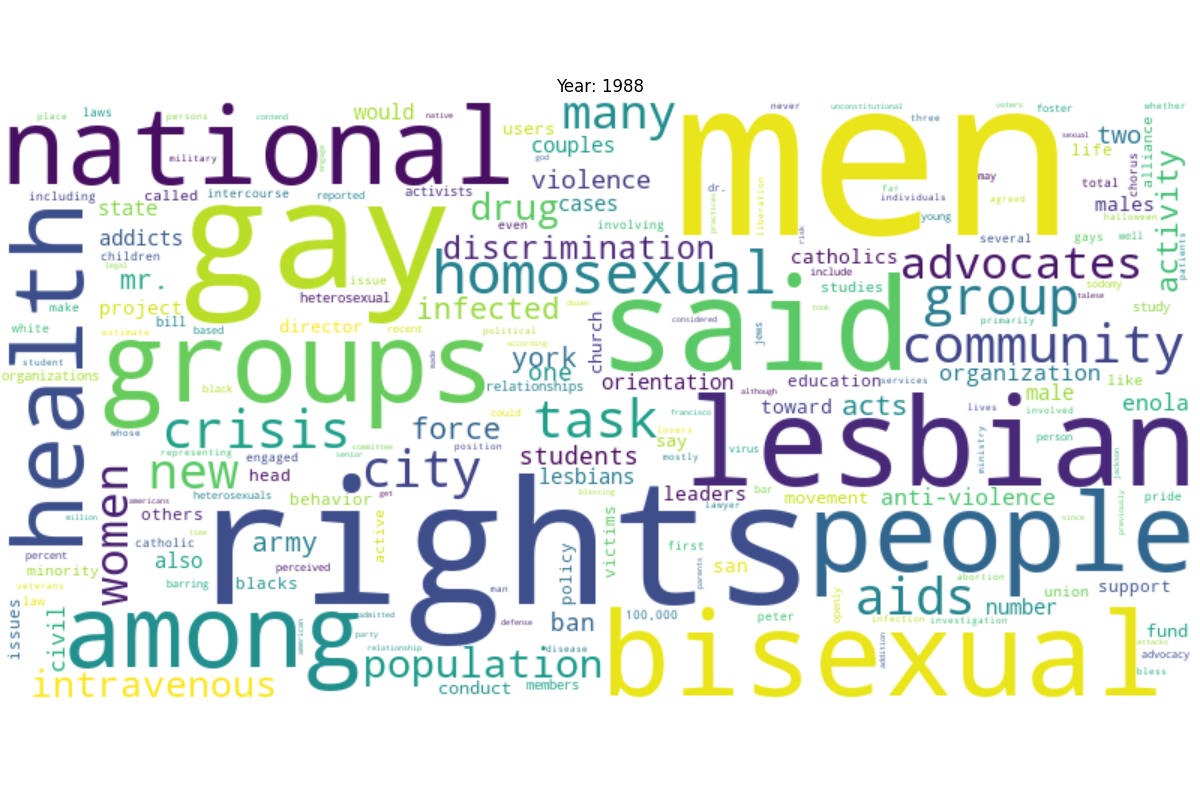 Year: 1988
place laws persons contend would native many men never unconstitutional three voters foster whether
national military users couples sexual two
life alliance
including called intercourse reported activists god violence dr. liberation may total chorus
state gay drug cases practices far individuals agreed males activity
addicts even involving risk young halloween
children discrimination several gays well
legal homosexual catholics advocates patients
health mr. issue include studies sodomy
make project heterosexual infected dozen said took group talese study
white bill based director recent political church considered jews primarily
estimate according community
student groups made york
organizations one relationships orientation education services organization like
black although male
whose crisis could task francisco toward acts lives involved enola
representing committee position force lovers say lesbian ministry person
new engaged senior students mostly virus jackson
head city lesbians
women americans heterosexuals behavior get blessing leaders bar movement anti-violence pride
million others lawyer previously
percent catholic time rights victims first people since
minority also perceived army active policy parents san
veterans barring blacks man abortion support
law aids union
issues civil among admitted defense ban 100,000 peter openly number
american party infection investigation fund
relationship disease addition attacks advocacy
intravenous population bisexual bless
conduct members